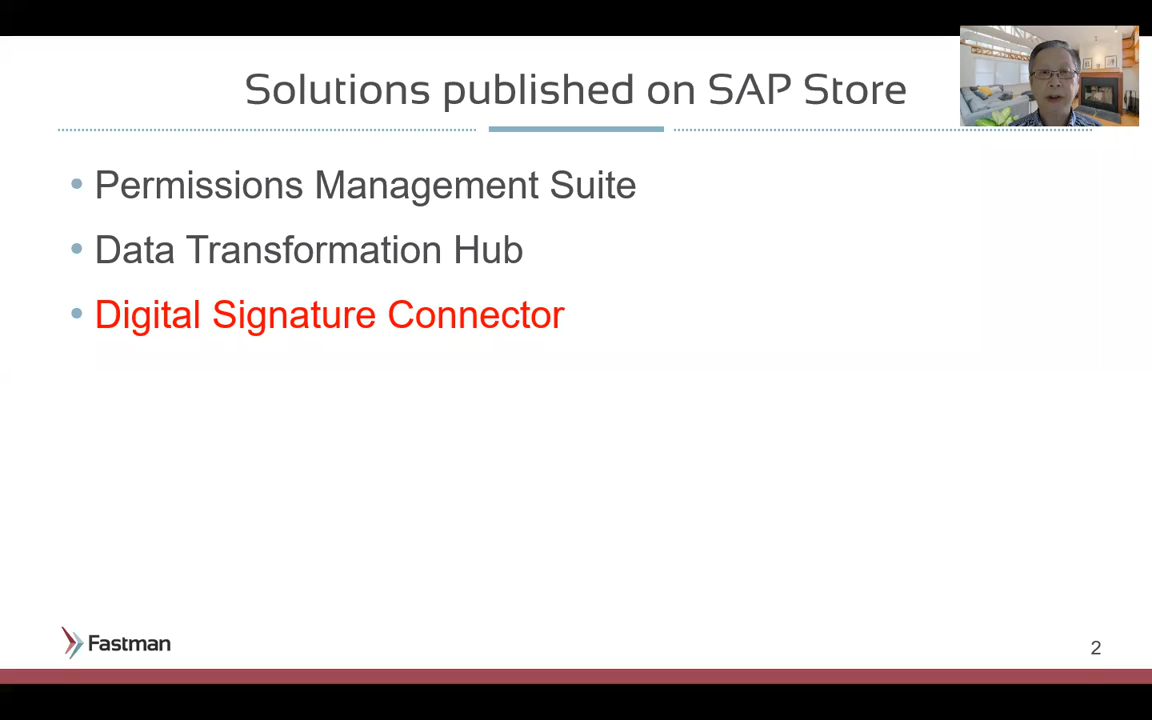 Solutions published on SAP Store
• Permissions Management Suite
• Data Transformation Hub
• Digital Signature Connector
Fastman
2